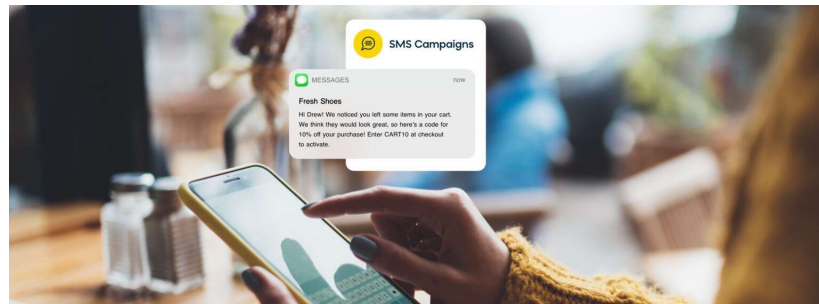 SMS Campaigns
MESSAGES now
Fresh Shoes
Hi Drew! We noticed you left some items in your cart.
We think they would look great, so here's a code for
10% off your purchase! Enter CART10 at checkout
to activate.